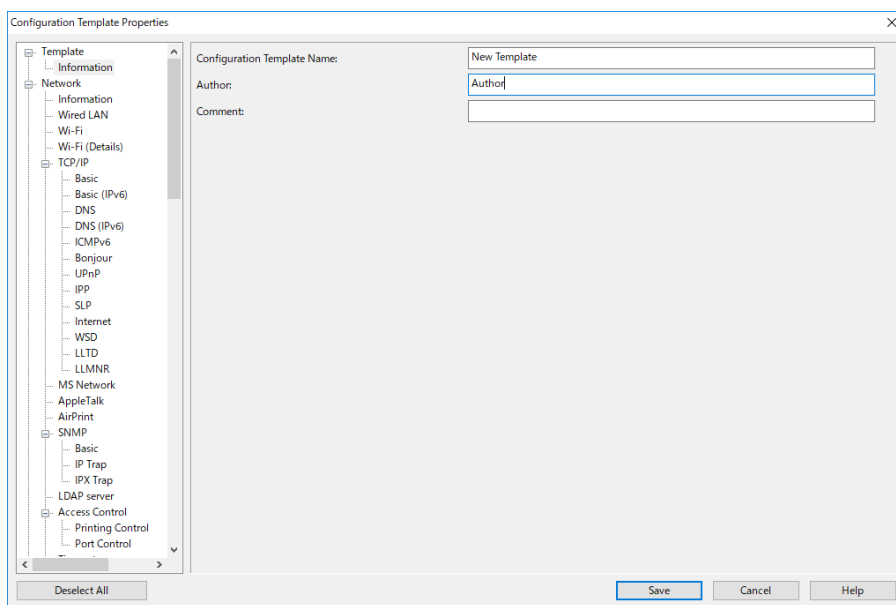 Configuration Template Properties
Template
Information
Network
Information
Wired LAN
Wi-Fi
Wi-Fi (Details)
TCP/IP
Basic
Basic (IPv6)
DNS
DNS (IPv6)
ICMPv6
Bonjour
UPnP
IPP
SLP
Internet
WSD
LLTD
LLMNR
MS Network
AppleTalk
AirPrint
SNMP
Basic
IP Trap
IPX Trap
LDAP server
Access Control
Printing Control
Port Control
Configuration Template Name: New Template
Author: Author
Comment:
Deselect All Save Cancel Help